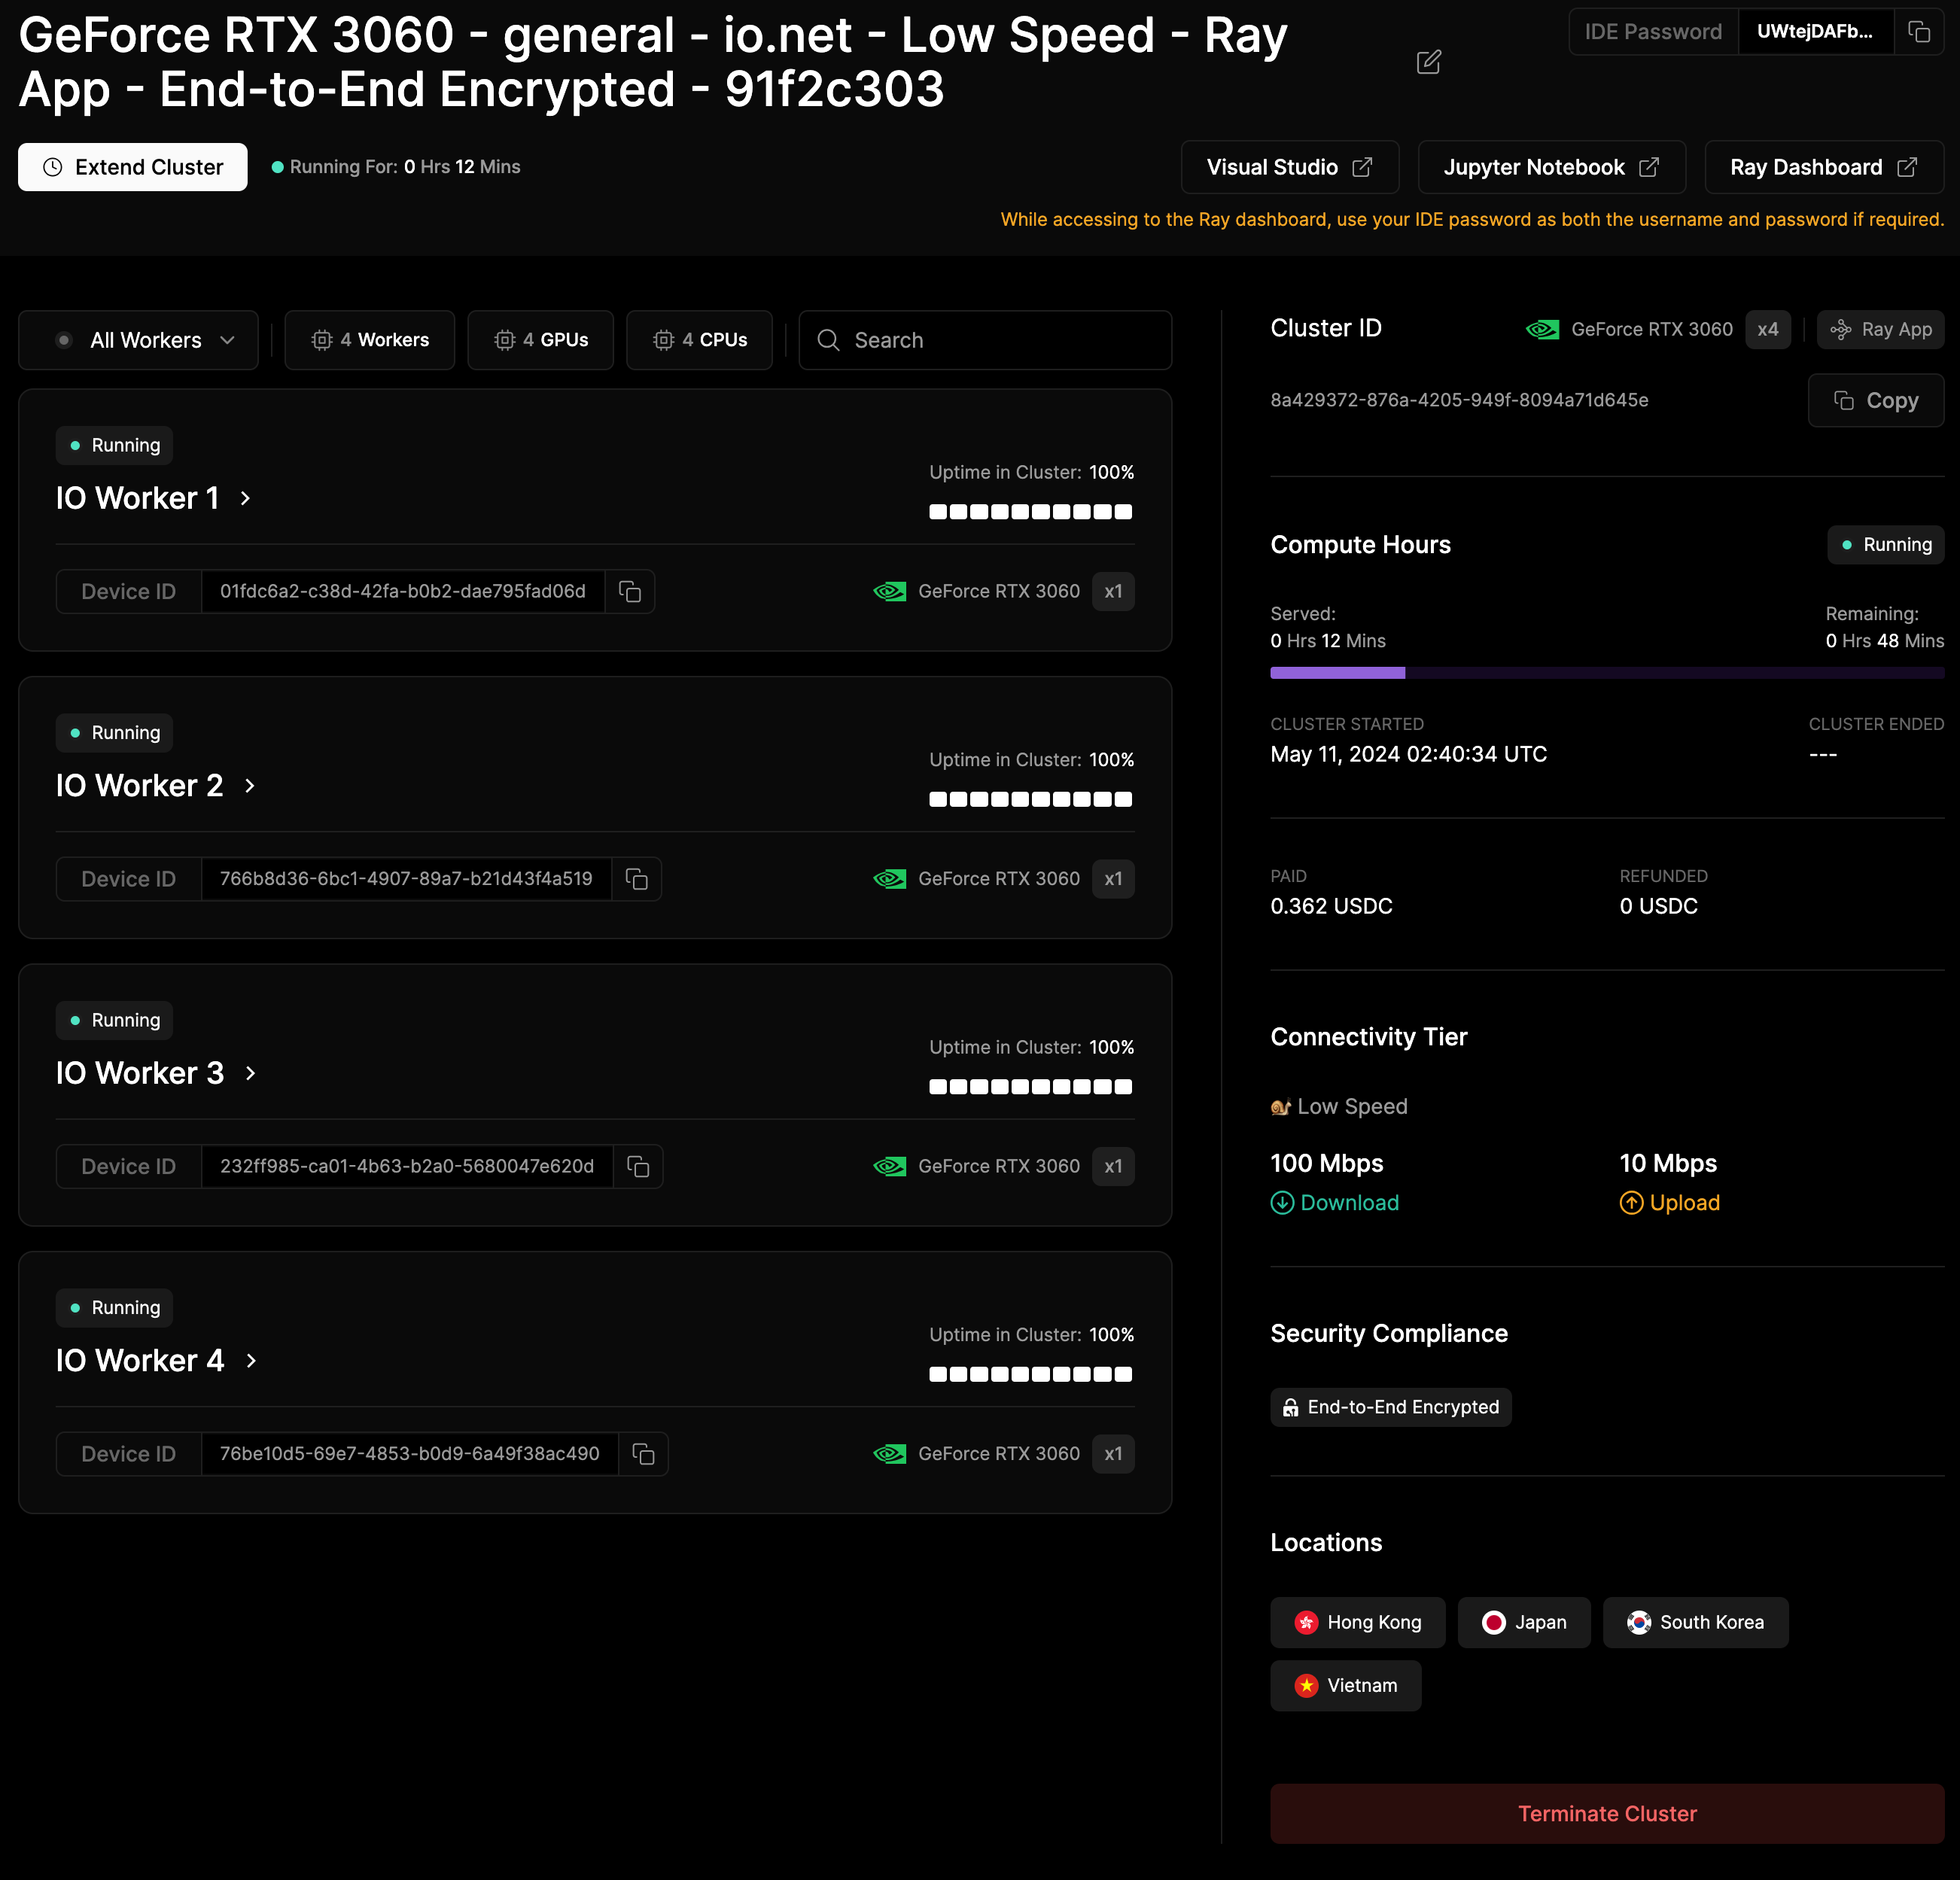 GeForce RTX 3060 - general - io.net - Low Speed - Ray
App - End-to-End Encrypted - 91f2c303
IDE Password UWtejDAFb...
Extend Cluster
Running For: 0 Hrs 12 Mins
Visual Studio
Jupyter Notebook
Ray Dashboard
While accessing to the Ray dashboard, use your IDE password as both the username and password if required.
All Workers
4 Workers
4 GPUs
4 CPUs
Search
Running
IO Worker 1
Uptime in Cluster: 100%
Device ID 01fdc6a2-c38d-42fa-b0b2-dae795fad06d
GeForce RTX 3060 x1
Running
IO Worker 2
Uptime in Cluster: 100%
Device ID 766b8d36-6bc1-4907-89a7-b21d43f4a519
GeForce RTX 3060 x1
Running
IO Worker 3
Uptime in Cluster: 100%
Device ID 232ff985-ca01-4b63-b2a0-5680047e620d
GeForce RTX 3060 x1
Running
IO Worker 4
Uptime in Cluster: 100%
Device ID 76be10d5-69e7-4853-b0d9-6a49f38ac490
GeForce RTX 3060 x1
Cluster ID
GeForce RTX 3060 x4
Ray App
8a429372-876a-4205-949f-8094a71d645e
Copy
Compute Hours
Running
Served:
0 Hrs 12 Mins
Remaining:
0 Hrs 48 Mins
CLUSTER STARTED
May 11, 2024 02:40:34 UTC
CLUSTER ENDED
---
PAID
0.362 USDC
REFUNDED
0 USDC
Connectivity Tier
🐌 Low Speed
100 Mbps
Download
10 Mbps
Upload
Security Compliance
End-to-End Encrypted
Locations
Hong Kong
Japan
South Korea
Vietnam
Terminate Cluster